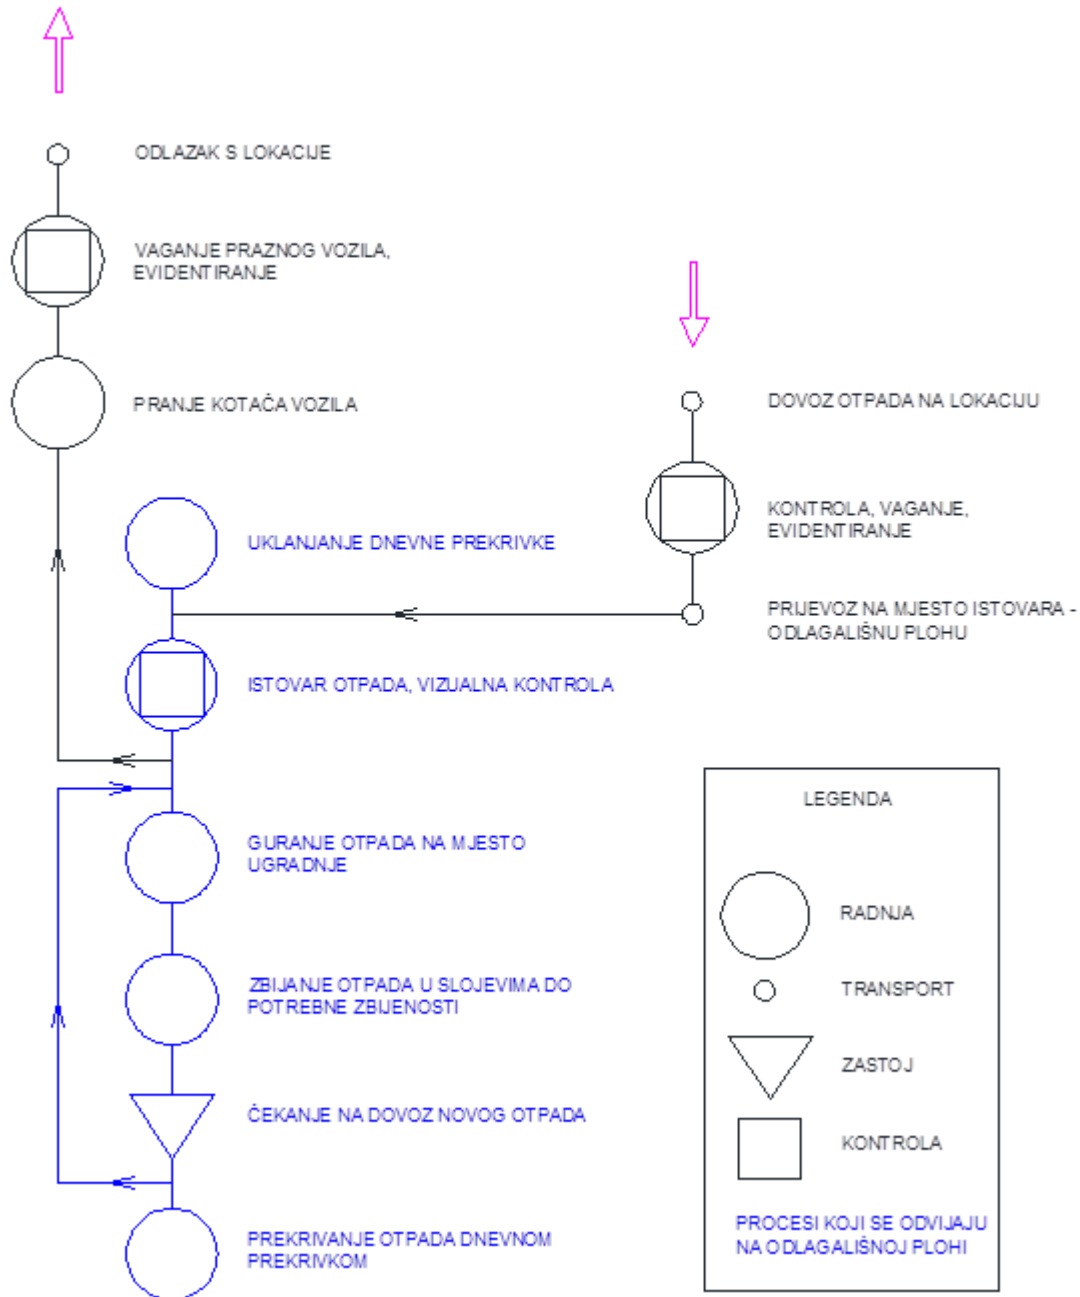 ODLAZAK S LOKACIJE
VAGANJE PRAZNOG VOZILA,
EVIDENTIRANJE
PRANJE KOTAČA VOZILA
DOVOZ OTPADA NA LOKACIJU
KONTROLA, VAGANJE,
EVIDENTIRANJE
UKLANJANJE DNEVNE PREKRIVKE
PRIJEVOZ NA MJESTO ISTOVARA -
ODLAGALIŠNU PLOHU
ISTOVAR OTPADA, VIZUALNA KONTROLA
GURANJE OTPADA NA MJESTO
UGRADNJE
ZBIJANJE OTPADA U SLOJEVIMA DO
POTREBNE ZBIJENOSTI
ČEKANJE NA DOVOZ NOVOG OTPADA
PREKRIVANJE OTPADA DNEVNOM
PREKRIVKOM
LEGENDA
RADNJA
TRANSPORT
ZASTOJ
KONTROLA
PROCESI KOJI SE ODVIJAJU
NA ODLAGALIŠNOJ PLOHI